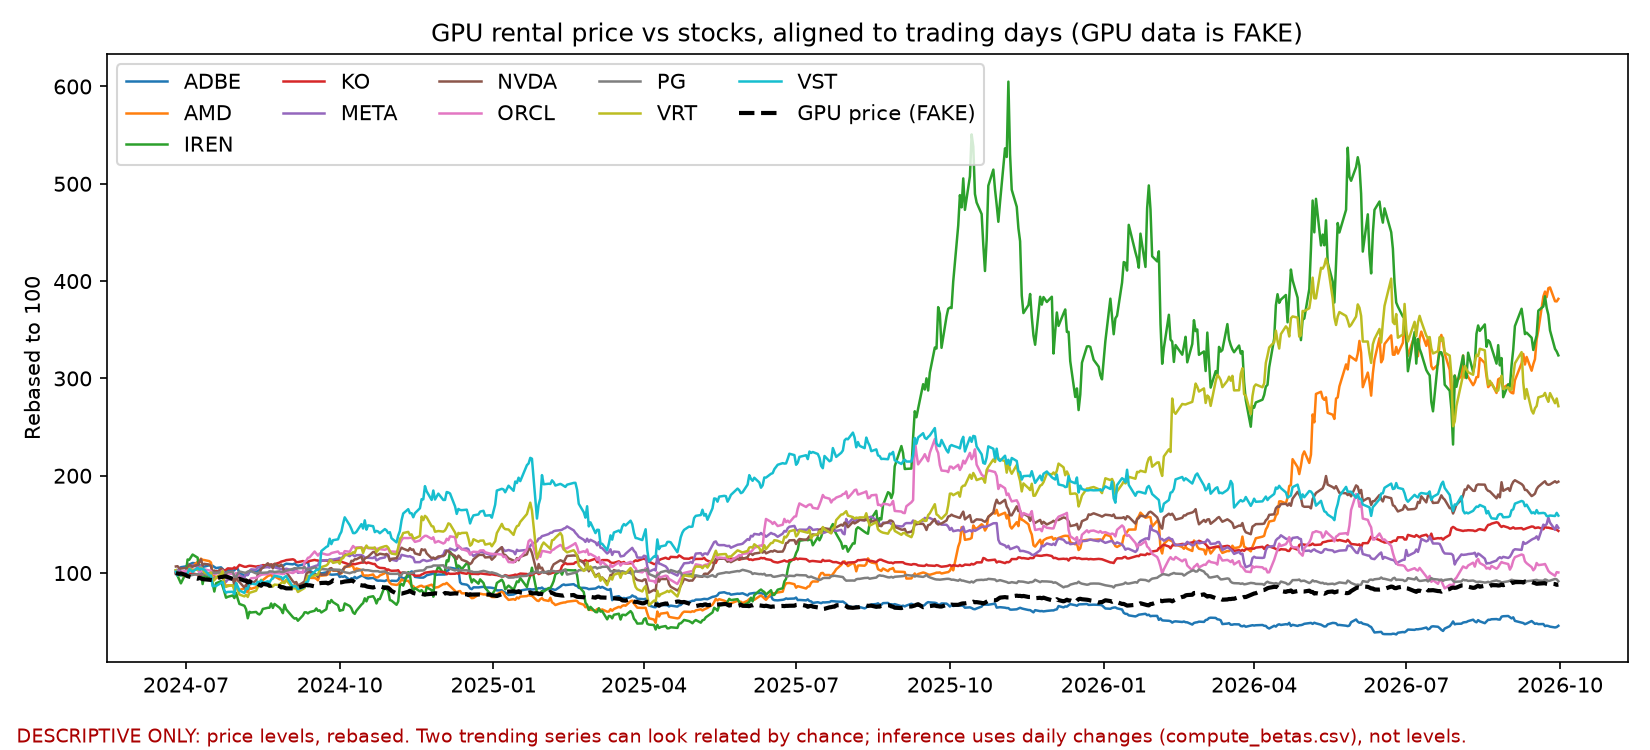 GPU rental price vs stocks, aligned to trading days (GPU data is FAKE)
ADBE KO NVDA PG VST
AMD META ORCL VRT GPU price (FAKE)
IREN
Rebased to 100
600
500
400
300
200
100
2024-07 2024-10 2025-01 2025-04 2025-07 2025-10 2026-01 2026-04 2026-07 2026-10
DESCRIPTIVE ONLY: price levels, rebased. Two trending series can look related by chance; inference uses daily changes (compute_betas.csv), not levels.